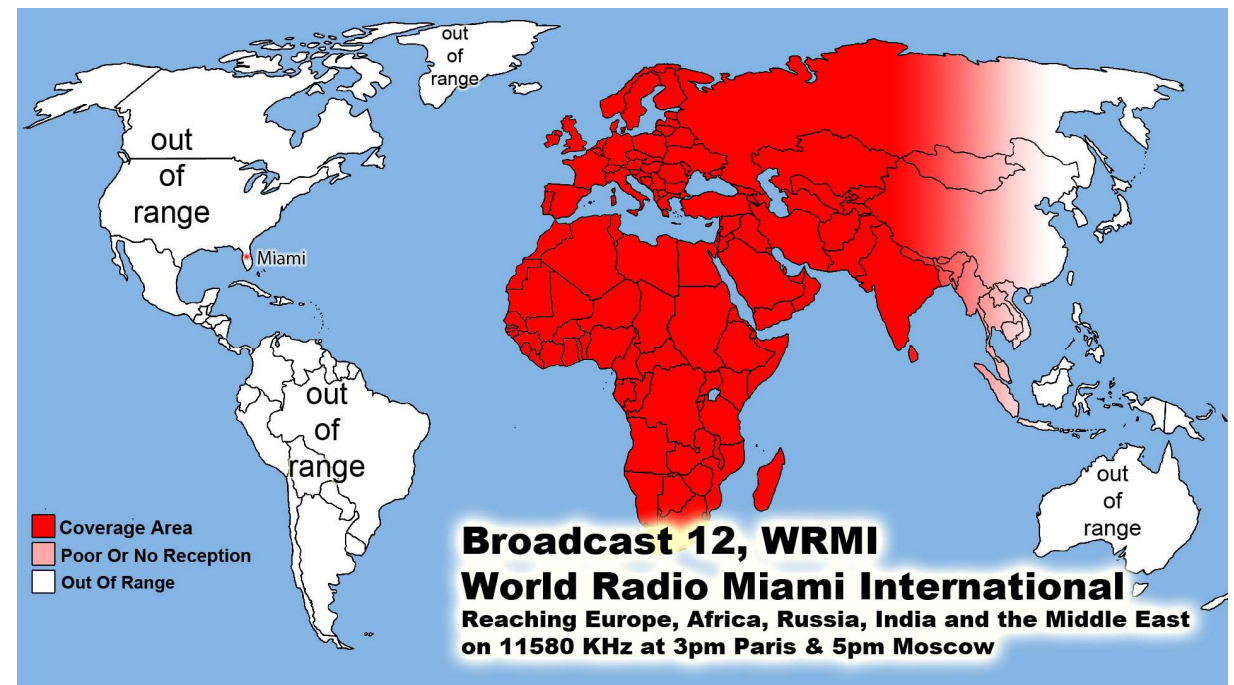 out
of
range
out
of
range
Miami
out
of
range
out
of
range
Coverage Area
Poor Or No Reception
Out Of Range
Broadcast 12, WRMI
World Radio Miami International
Reaching Europe, Africa, Russia, India and the Middle East
on 11580 KHz at 3pm Paris & 5pm Moscow